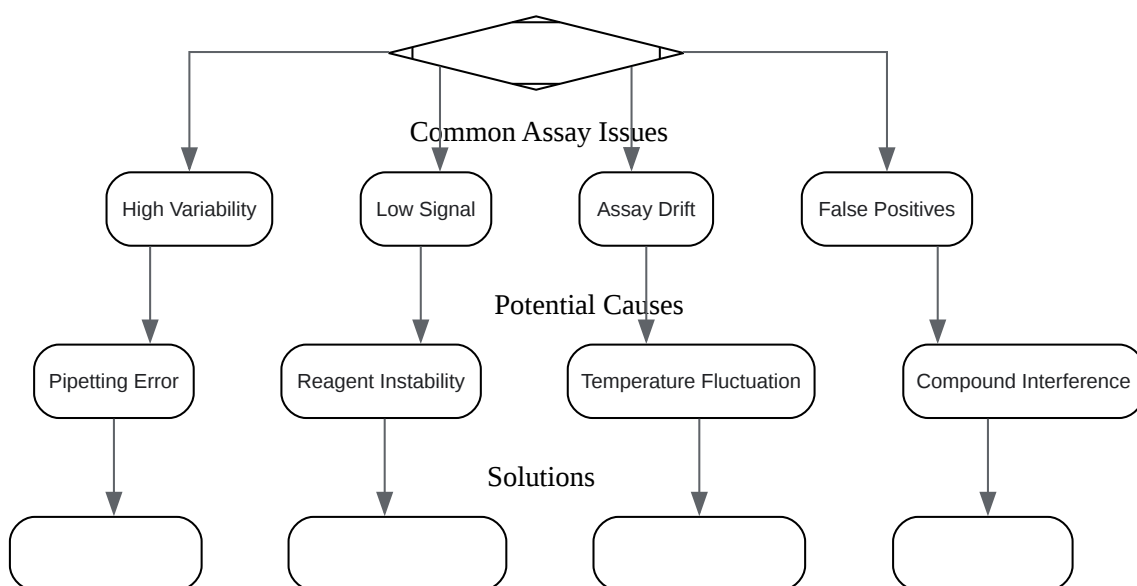 Common Assay Issues
High Variability
Low Signal
Assay Drift
False Positives
Potential Causes
Pipetting Error
Reagent Instability
Temperature Fluctuation
Compound Interference
Solutions